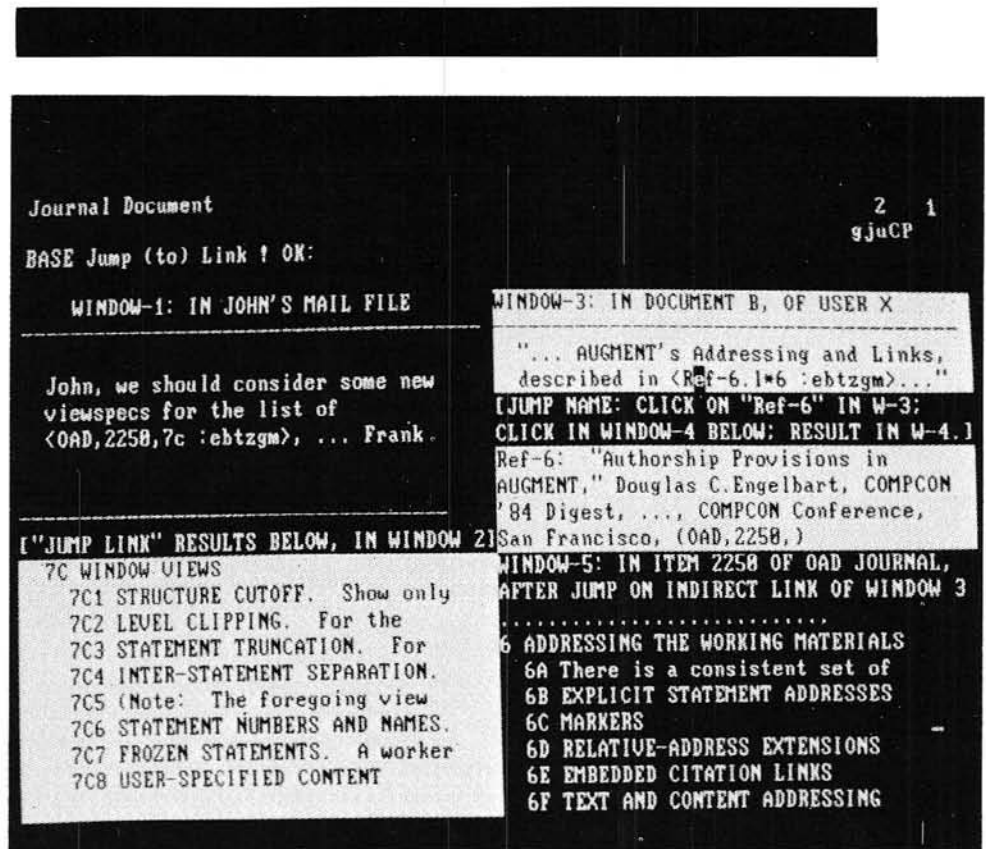 Journal Document
2 1
gjuCP
BASE Jump (to) Link ! OK:
WINDOW-1: IN JOHN'S MAIL FILE
John, we should consider some new
viewspecs for the list of
<OAD,2250,7c :ebtzgm>, ... Frank.
["JUMP LINK" RESULTS BELOW, IN WINDOW 2]
7C WINDOW VIEWS
7C1 STRUCTURE CUTOFF. Show only
7C2 LEVEL CLIPPING. For the
7C3 STATEMENT TRUNCATION. For
7C4 INTER-STATEMENT SEPARATION.
7C5 (Note: The foregoing view
7C6 STATEMENT NUMBERS AND NAMES.
7C7 FROZEN STATEMENTS. A worker
7C8 USER-SPECIFIED CONTENT
WINDOW-3: IN DOCUMENT B, OF USER X
"... AUGMENT's Addressing and Links,
described in <Ref-6.1*6 :ebtzgm>..."
[JUMP NAME: CLICK ON "Ref-6" IN W-3;
CLICK IN WINDOW-4 BELOW; RESULT IN W-4.]
Ref-6: "Authorship Provisions in
AUGMENT," Douglas C.Engelbart, COMPCON
'84 Digest, ..., COMPCON Conference,
San Francisco, (OAD,2250,)
WINDOW-5: IN ITEM 2250 OF OAD JOURNAL,
AFTER JUMP ON INDIRECT LINK OF WINDOW 3
..............................
6 ADDRESSING THE WORKING MATERIALS
6A There is a consistent set of
6B EXPLICIT STATEMENT ADDRESSES
6C MARKERS
6D RELATIVE-ADDRESS EXTENSIONS
6E EMBEDDED CITATION LINKS
6F TEXT AND CONTENT ADDRESSING